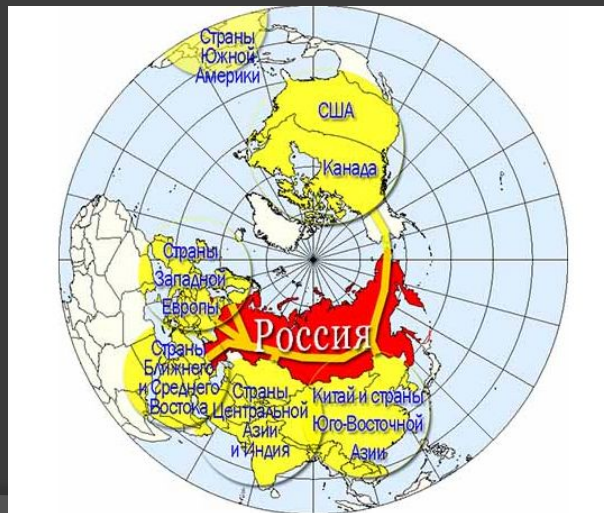 Страны
Южной
Америки
США
Канада
Страны
Западной
Европы
Россия
Страны
Ближнего
и Среднего
Востока
Страны
Центральной
Азии
и Индия
Китай и страны
Юго-Восточной
Азии